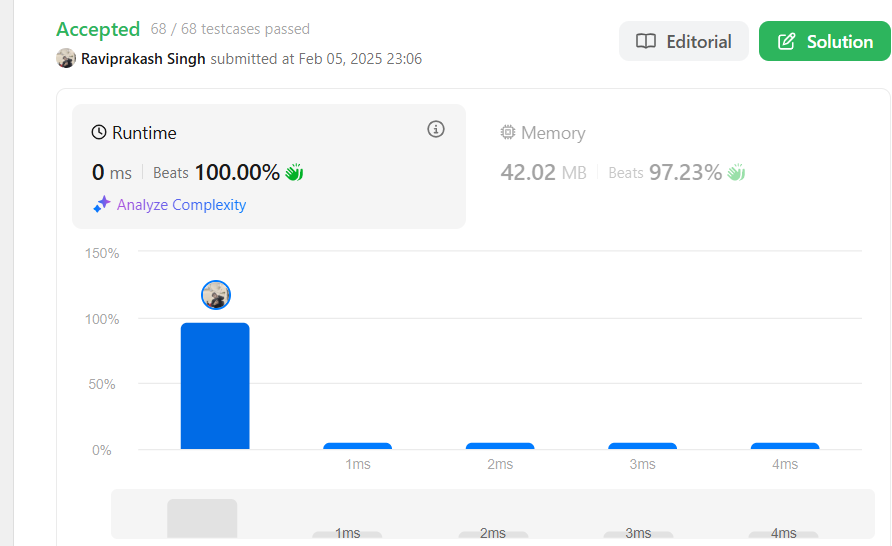 Accepted 68 / 68 testcases passed
Editorial
Solution
Raviprakash Singh submitted at Feb 05, 2025 23:06
Runtime
0 ms Beats 100.00%
Analyze Complexity
Memory
42.02 MB Beats 97.23%
150%
100%
50%
0%
1ms 2ms 3ms 4ms
1ms 2ms 3ms 4ms